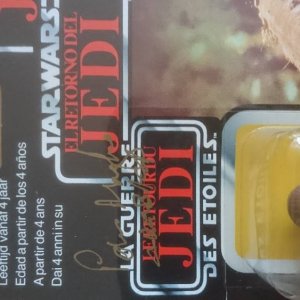 Leeftijd vanaf 4 jaar
Edad a partir de los 4 años
A partir de 4 ans
Dai 4 anni in su
STAR WARS
EL RETORNO DEL
JEDI
LA GUERRE
DES ETOILES
JEDI